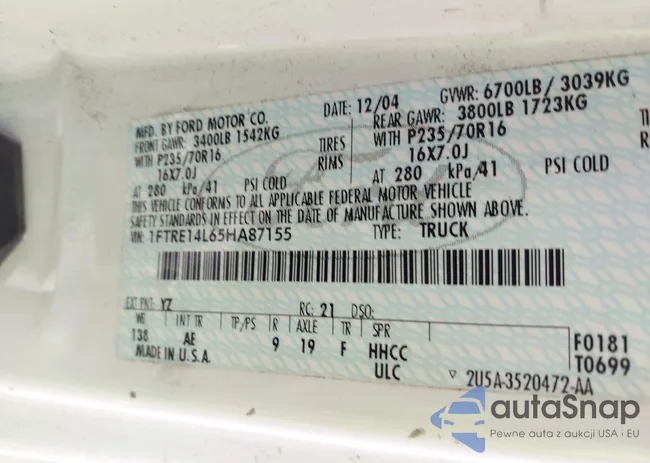 MFD. BY FORD MOTOR CO. DATE: 12/04 GVWR: 6700LB / 3039KG
FRONT GAWR: 3400LB 1542KG REAR GAWR: 3800LB 1723KG
WITH P235/70R16 TIRES WITH P235/70R16
16X7.0J RIMS 16X7.0J
AT 280 kPa/41 PSI COLD AT 280 kPa/41 PSI COLD
THIS VEHICLE CONFORMS TO ALL APPLICABLE FEDERAL MOTOR VEHICLE
SAFETY STANDARDS IN EFFECT ON THE DATE OF MANUFACTURE SHOWN ABOVE.
VIN: 1FTRE14L65HA87155 TYPE: TRUCK
EXT PNT: YZ RC: 21 DSO:
WB INT TR TP/PS R AXLE TR SPR F0181
138 AE 9 19 F HHCC T0699
MADE IN U.S.A. ULC ▽ 2U5A-3520472-AA
autaSnap
Pewne auta z aukcji USA i EU